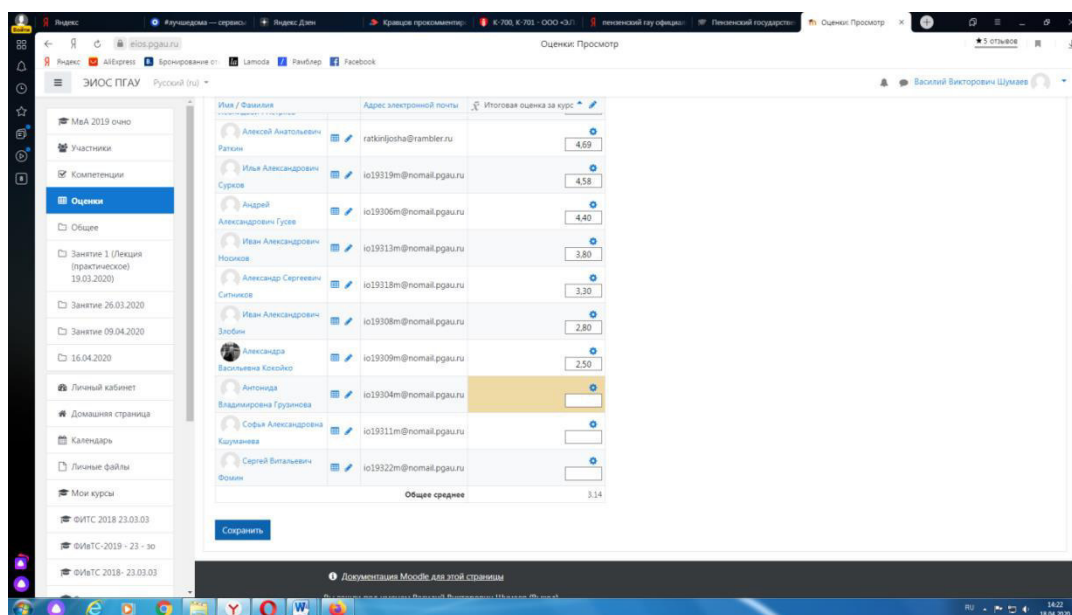 Яндекс
#лучшедома — сервисы
Яндекс Дзен
Кравцов прокомментир
К-700, К-701 - ООО «ЭЛ
пензенский гау официал
Пензенский государстве
Оценки: Просмотр
Войти
eios.pgau.ru
Оценки: Просмотр
★5 отзывов
Яндекс
AliExpress
Бронирование от
Lamoda
Рамблер
Facebook
ЭИОС ПГАУ
Русский (ru)
Василий Викторович Шумаев
МвА 2019 очно
Участники
Компетенции
Оценки
Общее
Занятие 1 (Лекция
(практическое)
19.03.2020)
Занятие 26.03.2020
Занятие 09.04.2020
16.04.2020
Личный кабинет
Домашняя страница
Календарь
Личные файлы
Мои курсы
ФИТС 2018 23.03.03
ФИвТС-2019 - 23 - зо
ФИвТС 2018- 23.03.03
Имя / Фамилия
Адрес электронной почты
Итоговая оценка за курс
Алексей Анатольевич
Раткин
ratkinljosha@rambler.ru
4,69
Илья Александрович
Сурков
io19319m@nomail.pgau.ru
4,58
Андрей
Александрович Гусев
io19306m@nomail.pgau.ru
4,40
Иван Александрович
Носиков
io19313m@nomail.pgau.ru
3,80
Александр Сергеевич
Ситников
io19318m@nomail.pgau.ru
3,30
Иван Александрович
Злобин
io19308m@nomail.pgau.ru
2,80
Александра
Васильевна Кокойко
io19309m@nomail.pgau.ru
2,50
Антонида
Владимировна Грузинова
io19304m@nomail.pgau.ru
Софья Александровна
Кшуманева
io19311m@nomail.pgau.ru
Сергей Витальевич
Фомин
io19322m@nomail.pgau.ru
Общее среднее
3,14
Сохранить
Документация Moodle для этой страницы
RU
14:22
18.04.2020